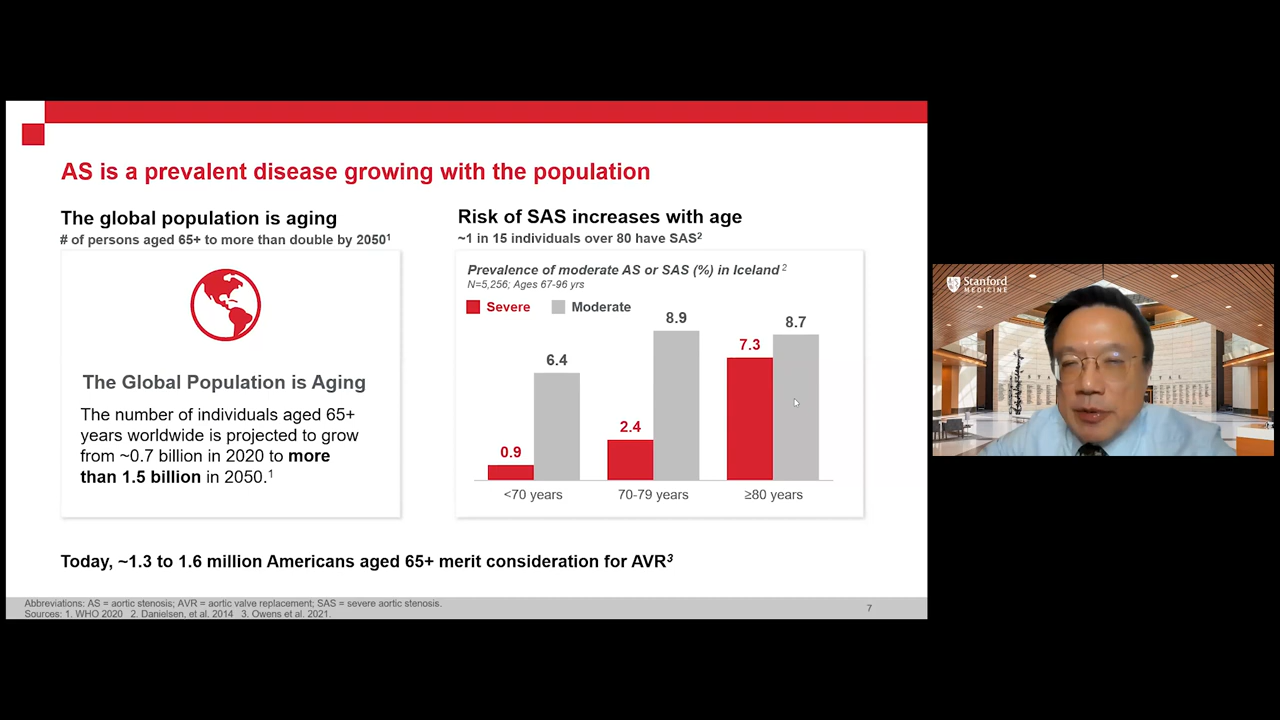 AS is a prevalent disease growing with the population
The global population is aging
# of persons aged 65+ to more than double by 2050¹
The Global Population is Aging
The number of individuals aged 65+
years worldwide is projected to grow
from ~0.7 billion in 2020 to more
than 1.5 billion in 2050.¹
Risk of SAS increases with age
~1 in 15 individuals over 80 have SAS²
Prevalence of moderate AS or SAS (%) in Iceland ²
N=5,256; Ages 67-96 yrs
Severe Moderate
0.9 6.4 2.4 8.9 7.3 8.7
<70 years 70-79 years ≥80 years
Today, ~1.3 to 1.6 million Americans aged 65+ merit consideration for AVR³
Abbreviations: AS = aortic stenosis; AVR = aortic valve replacement; SAS = severe aortic stenosis.
Sources: 1. WHO 2020 2. Danielsen, et al. 2014 3. Owens et al. 2021.
7
Stanford
MEDICINE